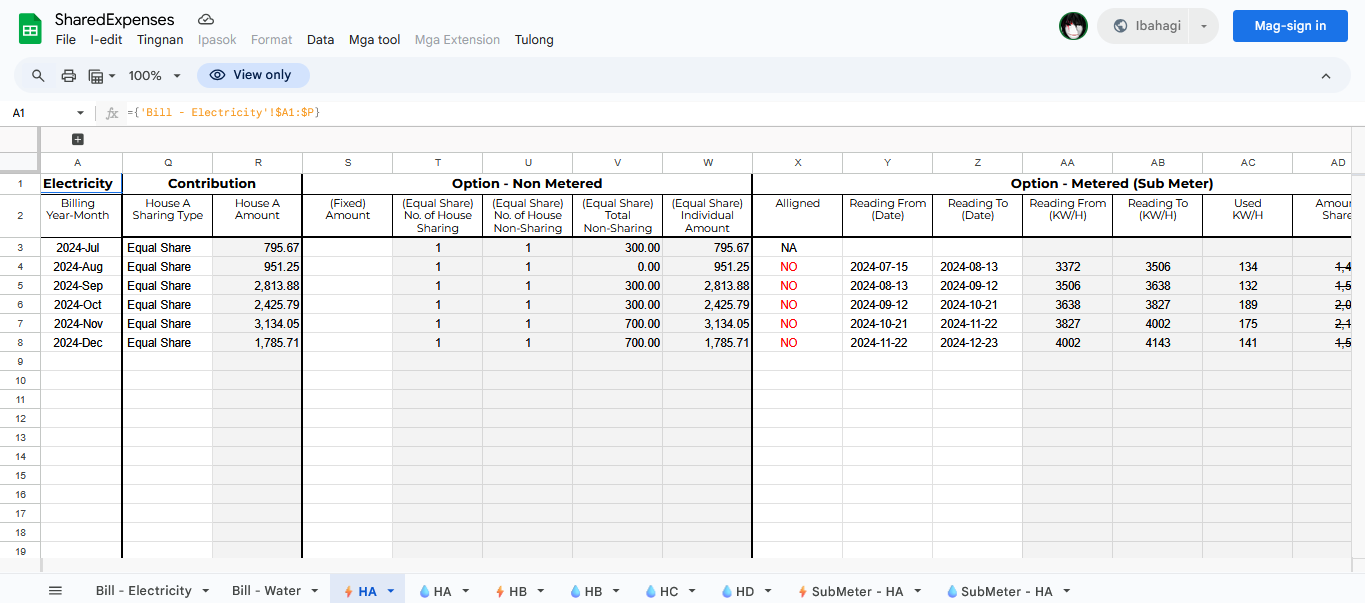 SharedExpenses
File I-edit Tingnan Ipasok Format Data Mga tool Mga Extension Tulong
Ibahagi
Mag-sign in
100% View only
A1 fx ={'Bill - Electricity'!$A1:$P}
A Q R S T U V W X Y Z AA AB AC AD
1 Electricity Contribution Option - Non Metered Option - Metered (Sub Meter)
2 Billing House A House A (Fixed) (Equal Share) (Equal Share) (Equal Share) (Equal Share) Alligned Reading From Reading To Reading From Reading To Used Amour
Year-Month Sharing Type Amount Amount No. of House No. of House Total Individual (Date) (Date) (KW/H) (KW/H) KW/H Share
Sharing Non-Sharing Non-Sharing Amount
3 2024-Jul Equal Share 795.67 1 1 300.00 795.67 NA
4 2024-Aug Equal Share 951.25 1 1 0.00 951.25 NO 2024-07-15 2024-08-13 3372 3506 134 1,4
5 2024-Sep Equal Share 2,813.88 1 1 300.00 2,813.88 NO 2024-08-13 2024-09-12 3506 3638 132 1,5
6 2024-Oct Equal Share 2,425.79 1 1 300.00 2,425.79 NO 2024-09-12 2024-10-21 3638 3827 189 2,0
7 2024-Nov Equal Share 3,134.05 1 1 700.00 3,134.05 NO 2024-10-21 2024-11-22 3827 4002 175 2,1
8 2024-Dec Equal Share 1,785.71 1 1 700.00 1,785.71 NO 2024-11-22 2024-12-23 4002 4143 141 1,5
9
10
11
12
13
14
15
16
17
18
19
Bill - Electricity Bill - Water HA HA HB HB HC HD SubMeter - HA SubMeter - HA